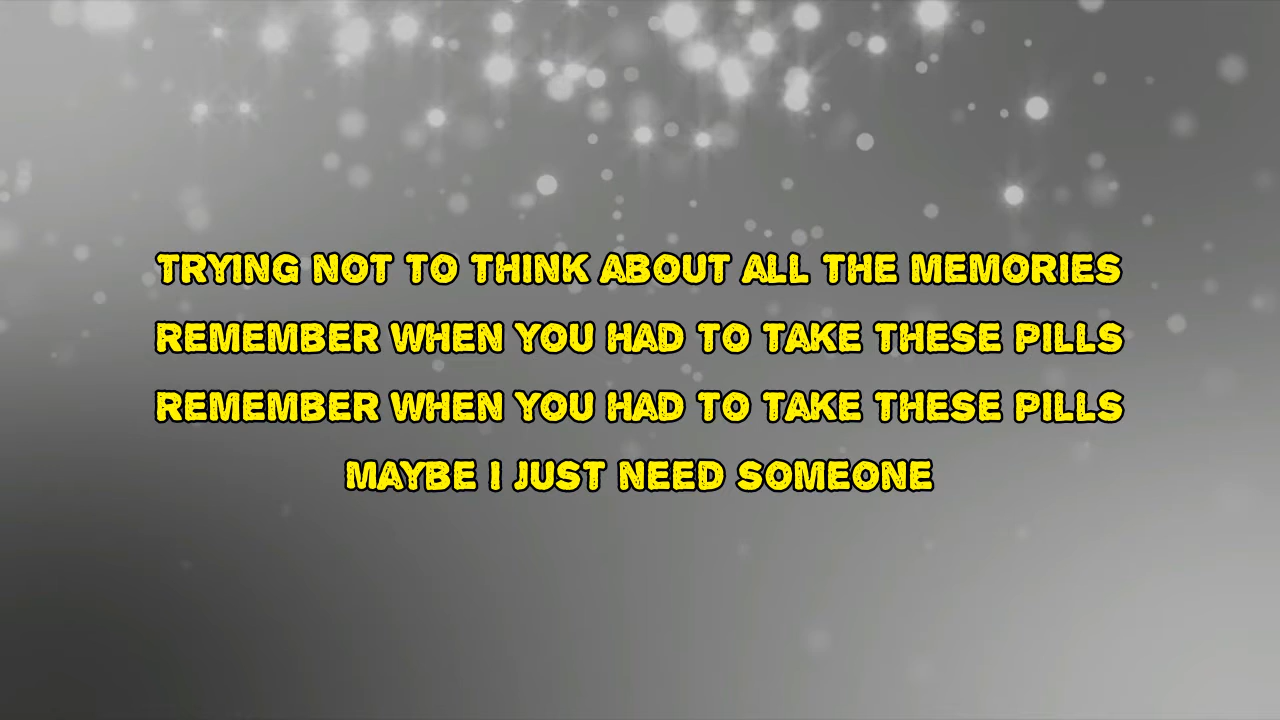 TRYING NOT TO THINK ABOUT ALL THE MEMORIES
REMEMBER WHEN YOU HAD TO TAKE THESE PILLS
REMEMBER WHEN YOU HAD TO TAKE THESE PILLS
MAYBE I JUST NEED SOMEONE